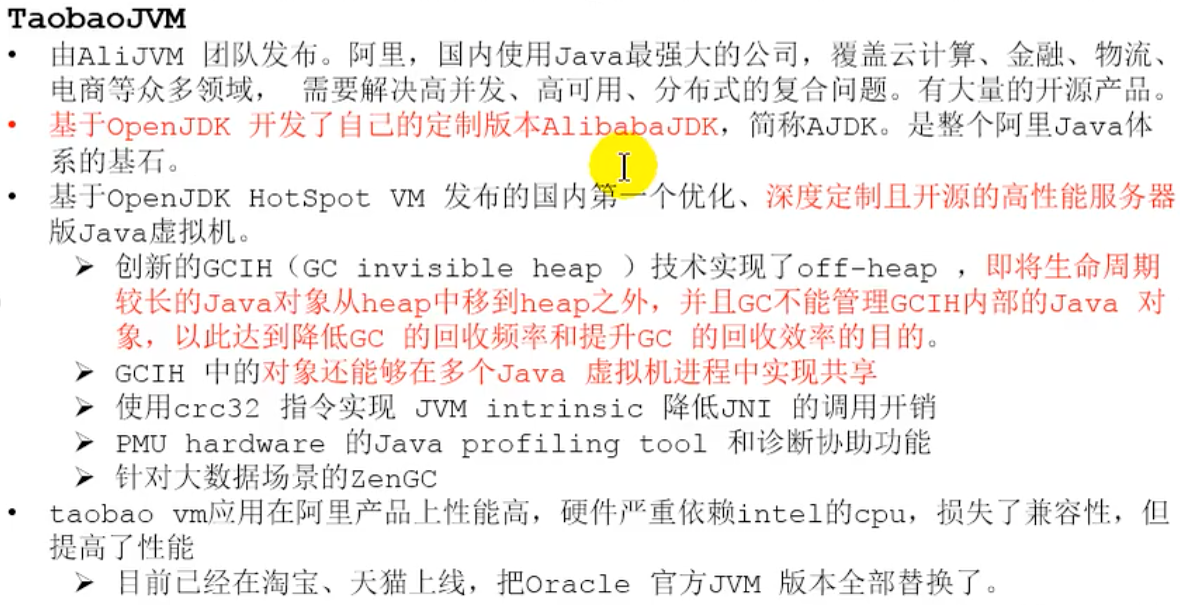 TaobaoJVM
• 由AliJVM 团队发布。阿里，国内使用Java最强大的公司，覆盖云计算、金融、物流、
电商等众多领域， 需要解决高并发、高可用、分布式的复合问题。有大量的开源产品。
• 基于OpenJDK 开发了自己的定制版本AlibabaJDK，简称AJDK。是整个阿里Java体
系的基石。
• 基于OpenJDK HotSpot VM 发布的国内第一个优化、深度定制且开源的高性能服务器
版Java虚拟机。
➢ 创新的GCIH（GC invisible heap ）技术实现了off-heap ，即将生命周期
较长的Java对象从heap中移到heap之外，并且GC不能管理GCIH内部的Java 对
象，以此达到降低GC 的回收频率和提升GC 的回收效率的目的。
➢ GCIH 中的对象还能够在多个Java 虚拟机进程中实现共享
➢ 使用crc32 指令实现 JVM intrinsic 降低JNI 的调用开销
➢ PMU hardware 的Java profiling tool 和诊断协助功能
➢ 针对大数据场景的ZenGC
• taobao vm应用在阿里产品上性能高，硬件严重依赖intel的cpu，损失了兼容性，但
提高了性能
➢ 目前已经在淘宝、天猫上线，把Oracle 官方JVM 版本全部替换了。